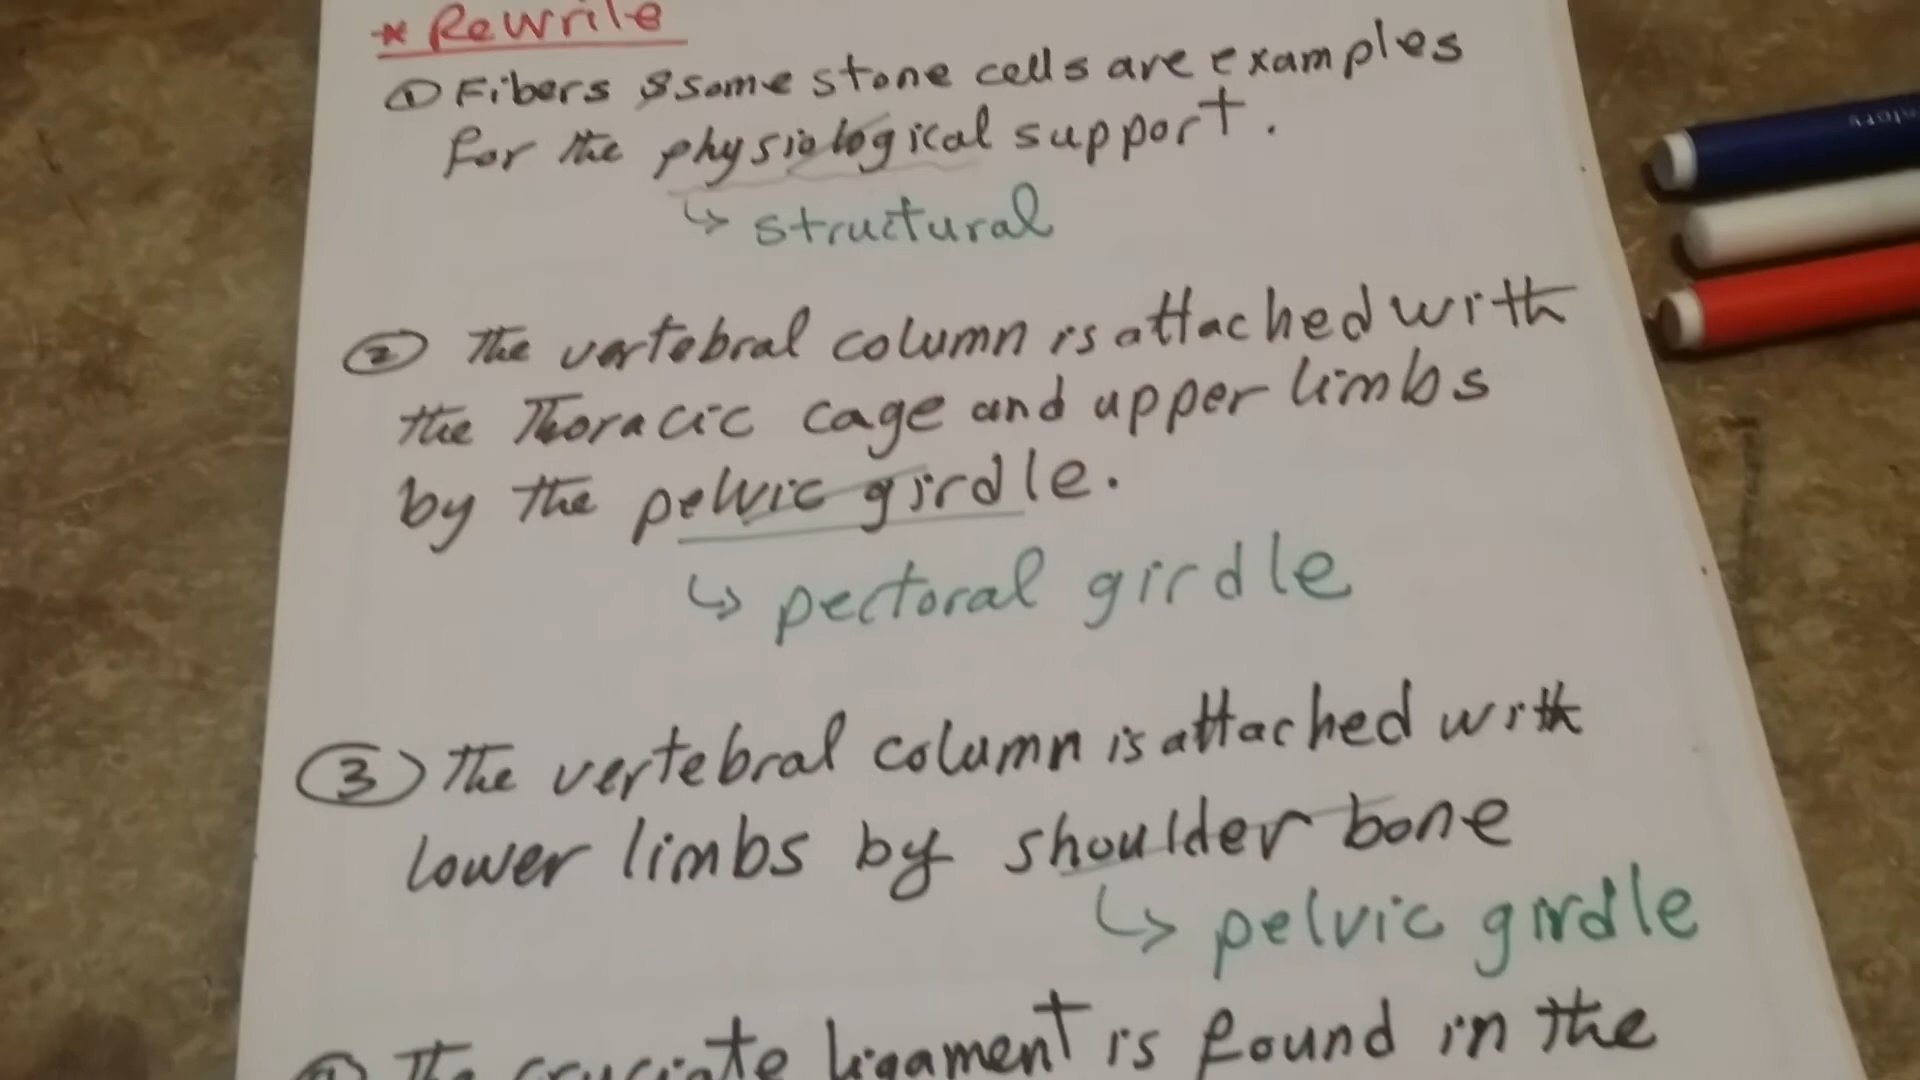 * Rewrite
① Fibers & some stone cells are examples
for the physiological support.
↳ structural
② The vertebral column is attached with
the Thoracic cage and upper limbs
by the pelvic girdle.
↳ pectoral girdle
③ The vertebral column is attached with
lower limbs by shoulder bone
↳ pelvic girdle
The cruciate ligament is found in the